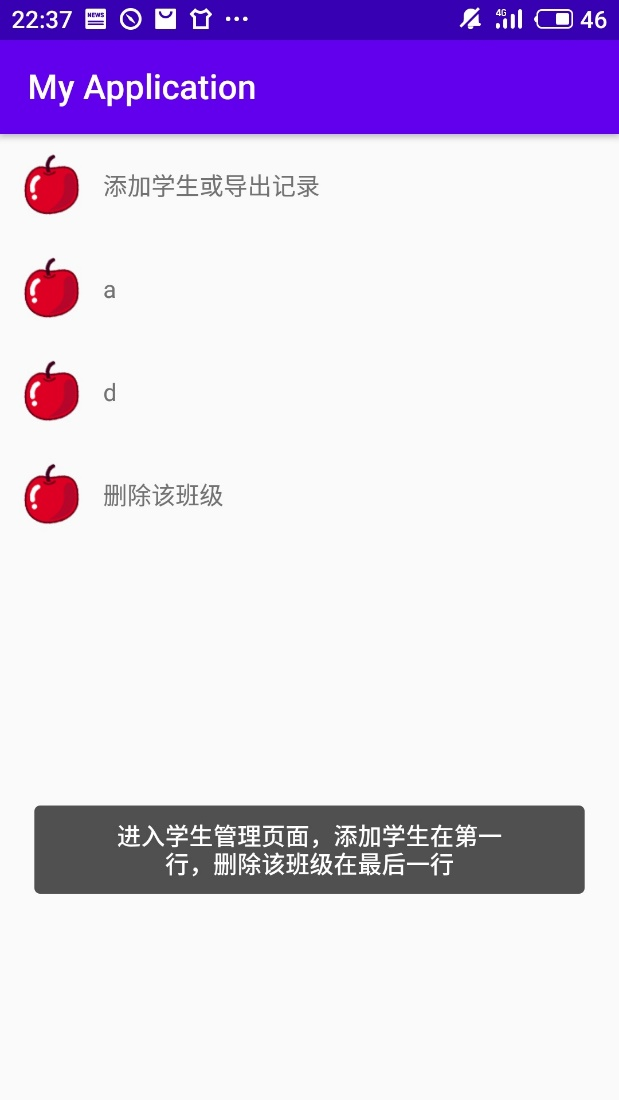 22:37 NEWS 4G 46
My Application
添加学生或导出记录
a
d
删除该班级
进入学生管理页面，添加学生在第一
行，删除该班级在最后一行